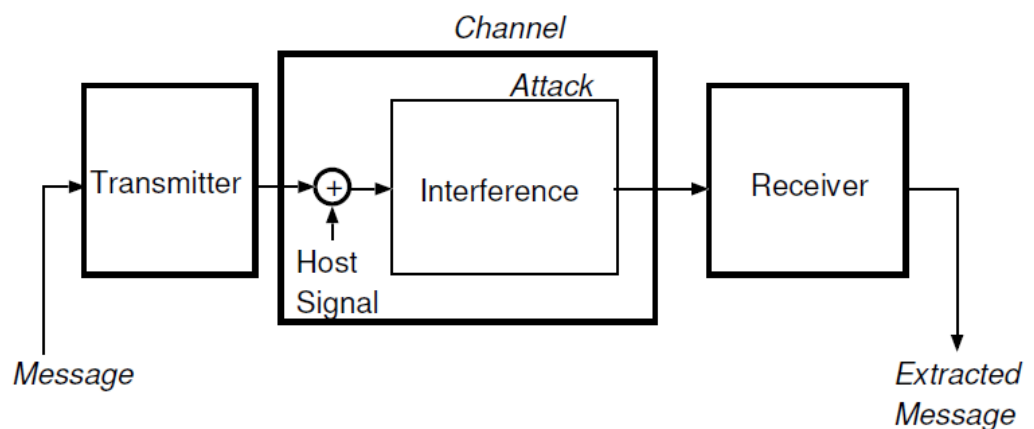 Channel
Attack
Transmitter
+
Interference
Receiver
Host
Signal
Message
Extracted
Message